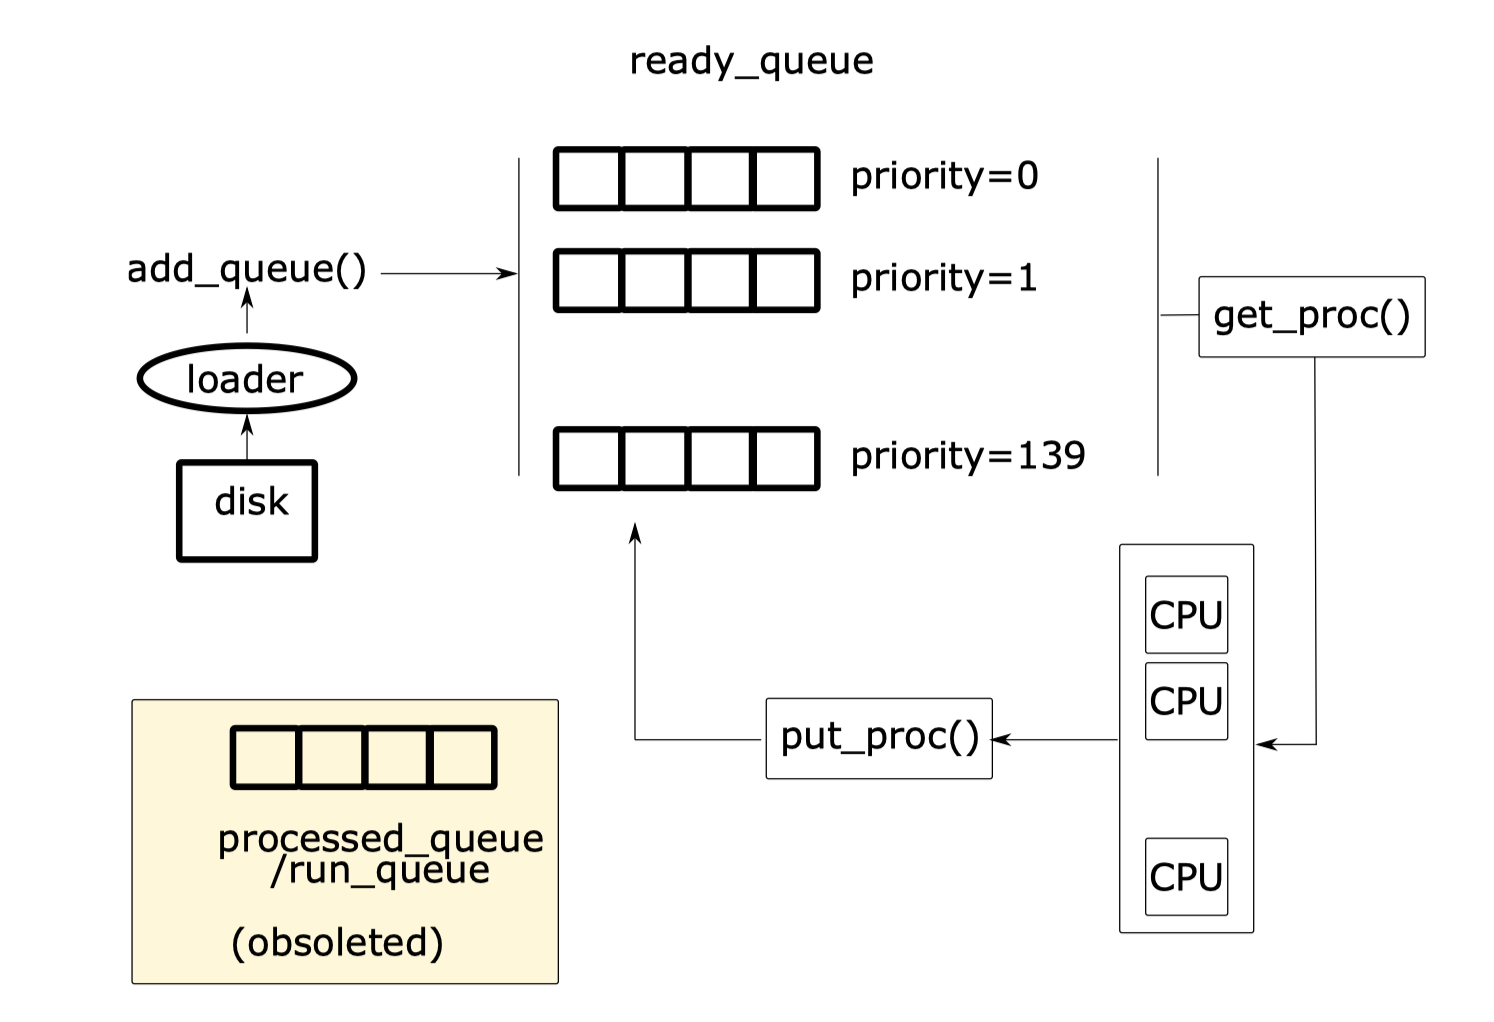 ready_queue
priority=0
add_queue()
priority=1
get_proc()
loader
priority=139
disk
CPU
CPU
put_proc()
CPU
processed_queue
/run_queue
(obsoleted)